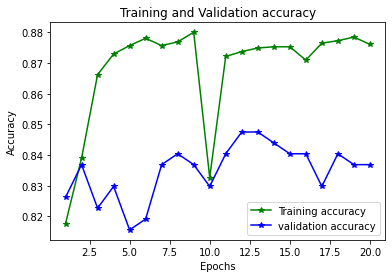 Training and Validation accuracy
Accuracy
0.88
0.87
0.86
0.85
0.84
0.83
0.82
Training accuracy
validation accuracy
2.5 5.0 7.5 10.0 12.5 15.0 17.5 20.0
Epochs